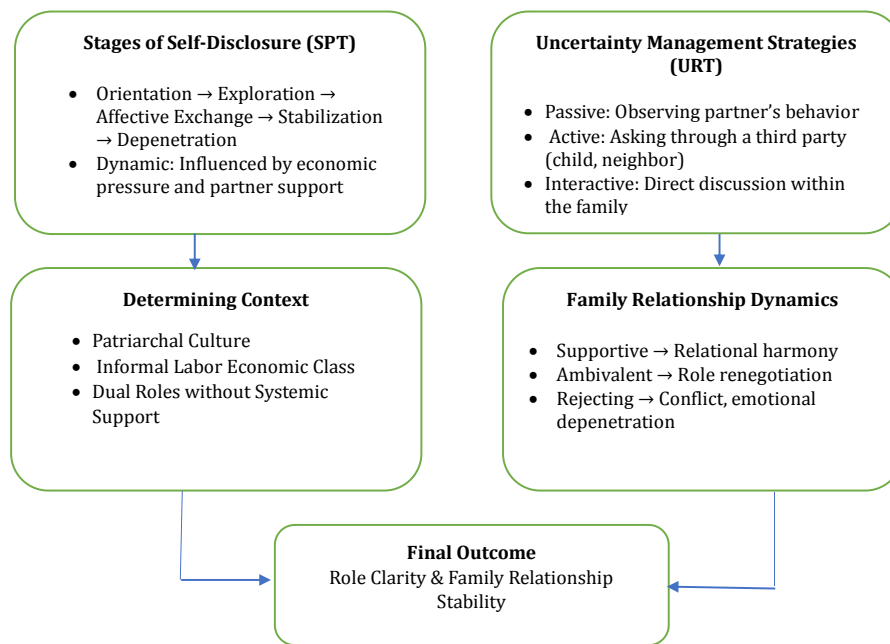 Stages of Self-Disclosure (SPT)
• Orientation → Exploration →
Affective Exchange → Stabilization
→ Depenetration
• Dynamic: Influenced by economic
pressure and partner support
Uncertainty Management Strategies
(URT)
• Passive: Observing partner's behavior
• Active: Asking through a third party
(child, neighbor)
• Interactive: Direct discussion within
the family
Determining Context
• Patriarchal Culture
• Informal Labor Economic Class
• Dual Roles without Systemic
Support
Family Relationship Dynamics
• Supportive → Relational harmony
• Ambivalent → Role renegotiation
• Rejecting → Conflict, emotional
depenetration
Final Outcome
Role Clarity & Family Relationship
Stability